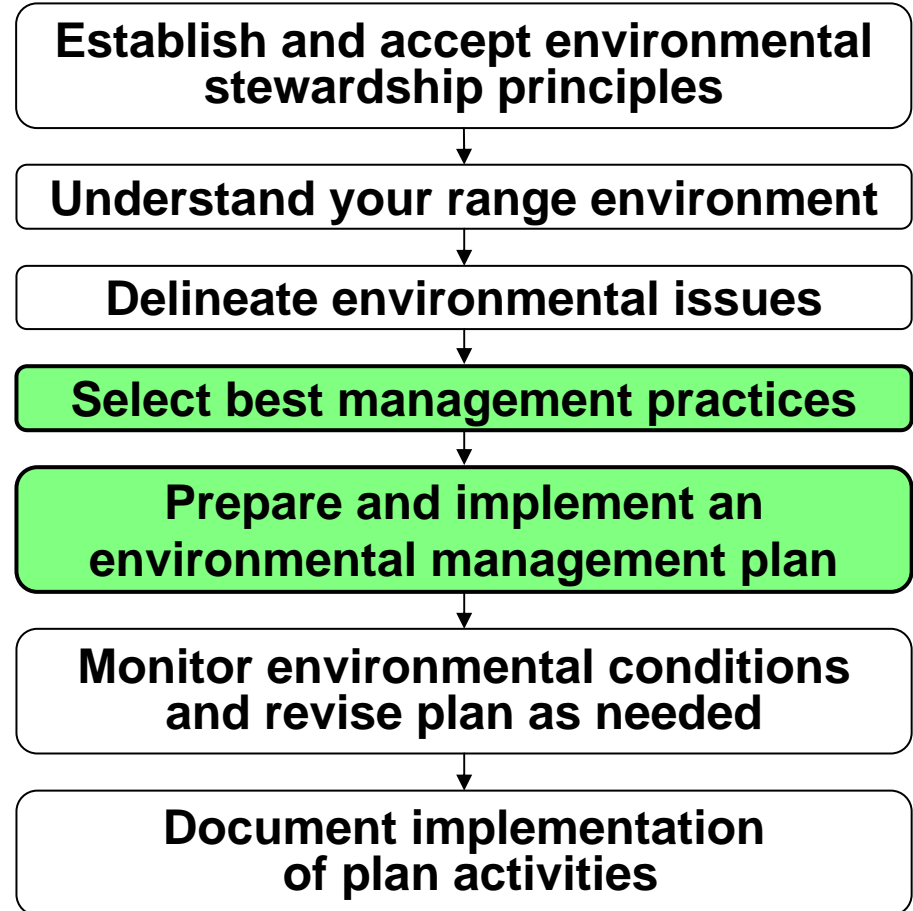 Establish and accept environmental
stewardship principles
Understand your range environment
Delineate environmental issues
Select best management practices
Prepare and implement an
environmental management plan
Monitor environmental conditions
and revise plan as needed
Document implementation
of plan activities